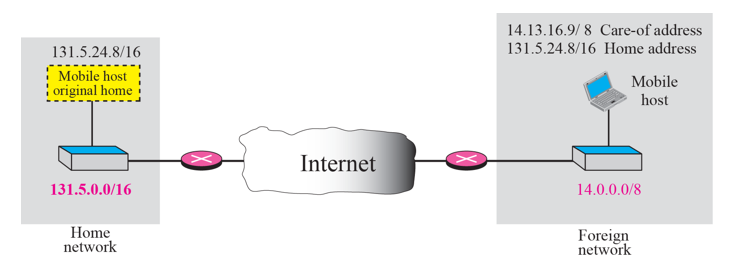 131.5.24.8/16
Mobile host
original home
131.5.0.0/16
Home
network
Internet
14.13.16.9/ 8 Care-of address
131.5.24.8/16 Home address
Mobile
host
14.0.0.0/8
Foreign
network